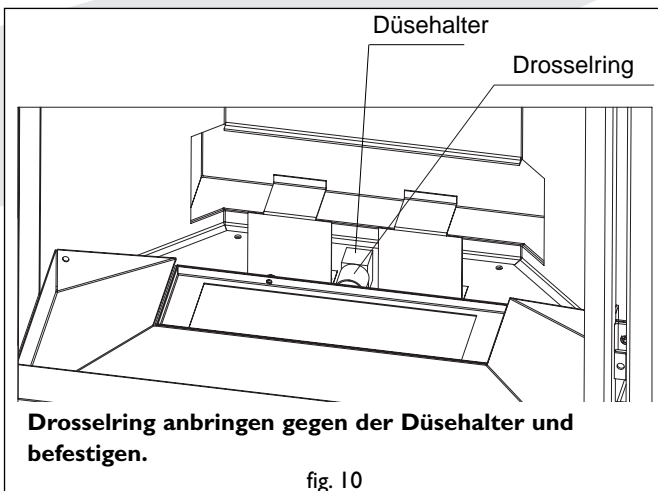 Düsehalter
Drosselring
Drosselring anbringen gegen der Düsehalter und
befestigen.
fig. 10